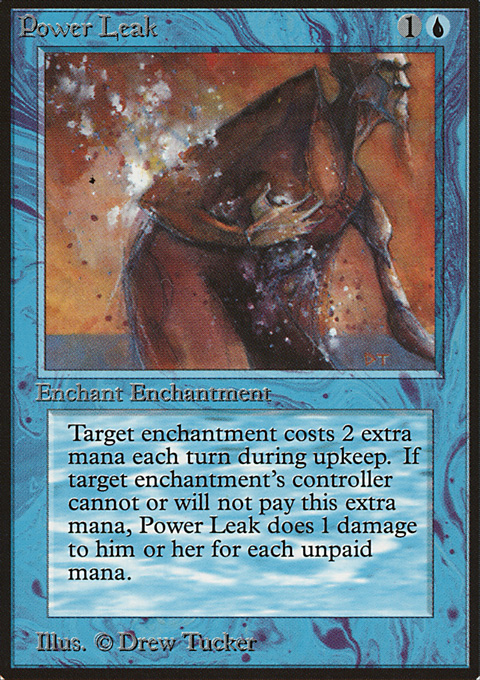 Power Leak 1
DT
Enchant Enchantment
Target enchantment costs 2 extra
mana each turn during upkeep. If
target enchantment's controller
cannot or will not pay this extra
mana, Power Leak does 1 damage
to him or her for each unpaid
mana.
Illus. © Drew Tucker